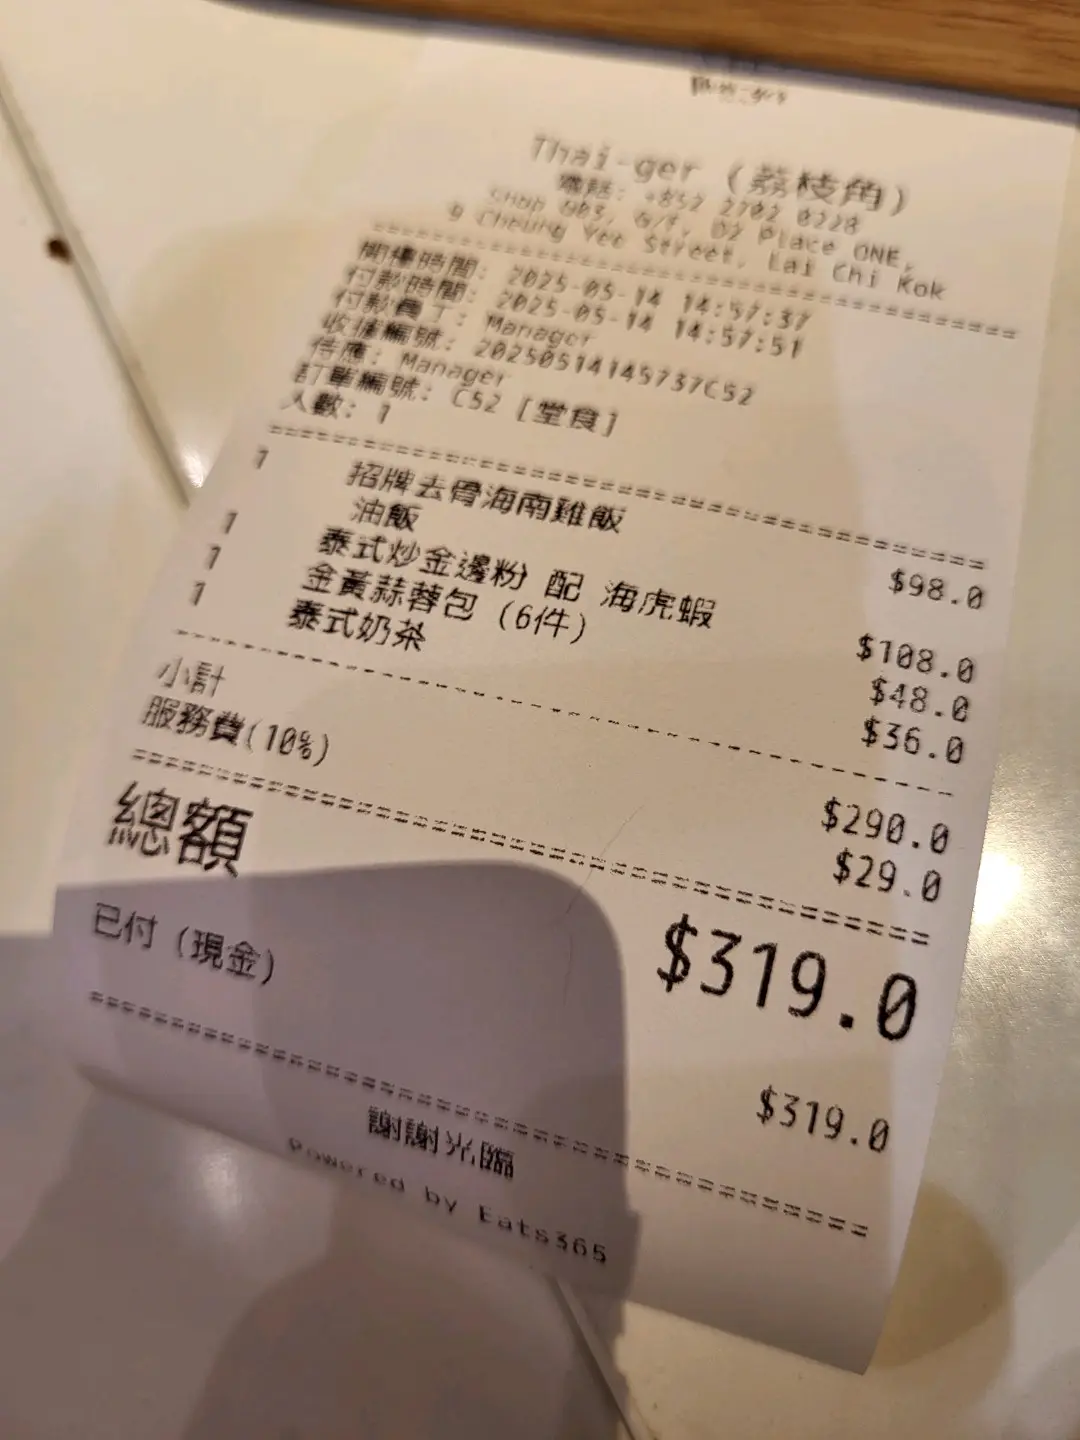 Thai-ger (荔枝角)
電話: +852 2702 0228
Shop G03, G/F, D2 Place ONE,
9 Cheung Yee Street, Lai Chi Kok
開檯時間: 2025-05-14 14:57:37
付款時間: 2025-05-14 14:57:51
付款員工: Manager
收據編號: 20250514145737C52
侍應: Manager
訂單編號: C52 [堂食]
人數: 1
1 招牌去骨海南雞飯
油飯 $98.0
1 泰式炒金邊粉 配 海虎蝦 $108.0
1 金黃蒜蓉包 (6件) $48.0
1 泰式奶茶 $36.0
小計 $290.0
服務費(10%) $29.0
總額 $319.0
已付 (現金) $319.0
謝謝光臨
Powered by Eats365